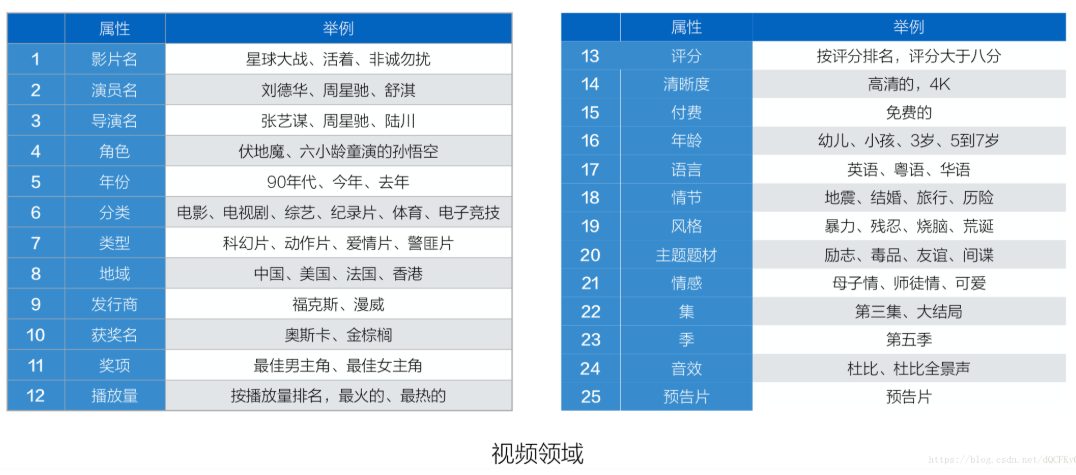 属性 举例
1 影片名 星球大战、活着、非诚勿扰
2 演员名 刘德华、周星驰、舒淇
3 导演名 张艺谋、周星驰、陆川
4 角色 伏地魔、六小龄童演的孙悟空
5 年份 90年代、今年、去年
6 分类 电影、电视剧、综艺、纪录片、体育、电子竞技
7 类型 科幻片、动作片、爱情片、警匪片
8 地域 中国、美国、法国、香港
9 发行商 福克斯、漫威
10 获奖名 奥斯卡、金棕榈
11 奖项 最佳男主角、最佳女主角
12 播放量 按播放量排名，最火的、最热的
属性 举例
13 评分 按评分排名，评分大于八分
14 清晰度 高清的，4K
15 付费 免费的
16 年龄 幼儿、小孩、3岁、5到7岁
17 语言 英语、粤语、华语
18 情节 地震、结婚、旅行、历险
19 风格 暴力、残忍、烧脑、荒诞
20 主题题材 励志、毒品、友谊、间谍
21 情感 母子情、师徒情、可爱
22 集 第三集、大结局
23 季 第五季
24 音效 杜比、杜比全景声
25 预告片 预告片
视频领域